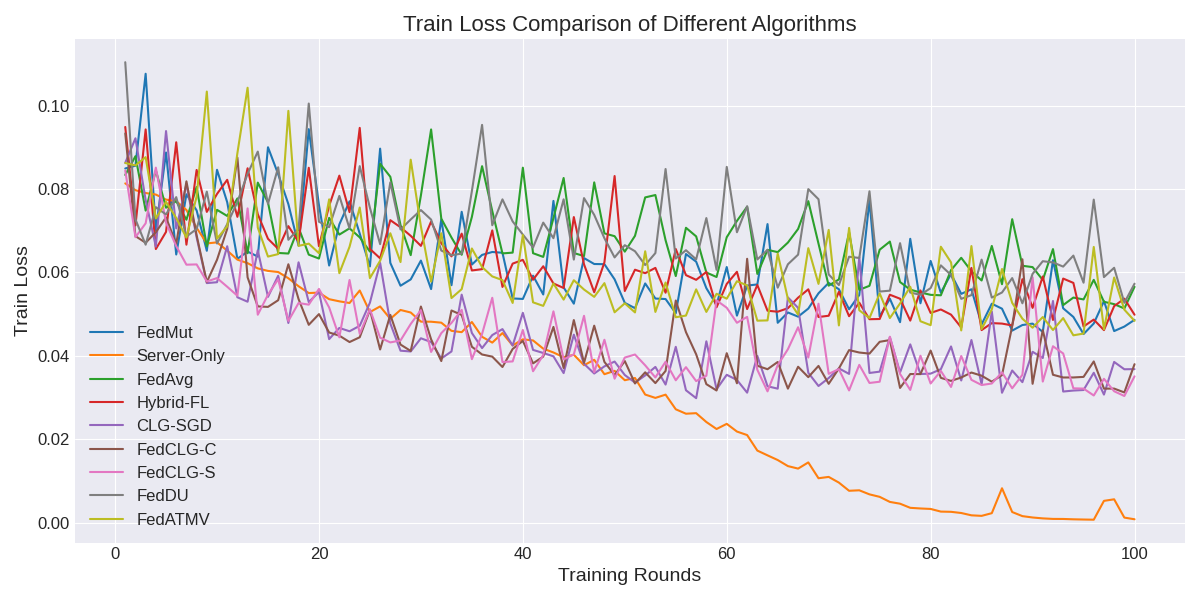 Train Loss Comparison of Different Algorithms
Train Loss
0.10
0.08
0.06
0.04
0.02
0.00
FedMut
Server-Only
FedAvg
Hybrid-FL
CLG-SGD
FedCLG-C
FedCLG-S
FedDU
FedATMV
0 20 40 60 80 100
Training Rounds